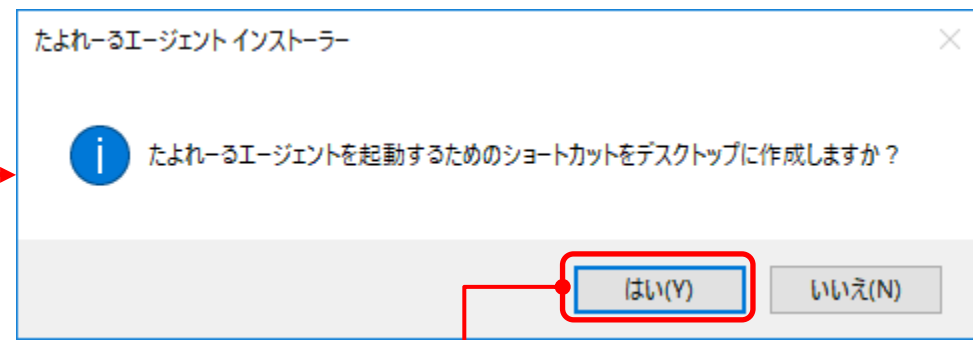 たよれーるエージェント インストーラー
たよれーるエージェントを起動するためのショートカットをデスクトップに作成しますか？
はい(Y)
いいえ(N)